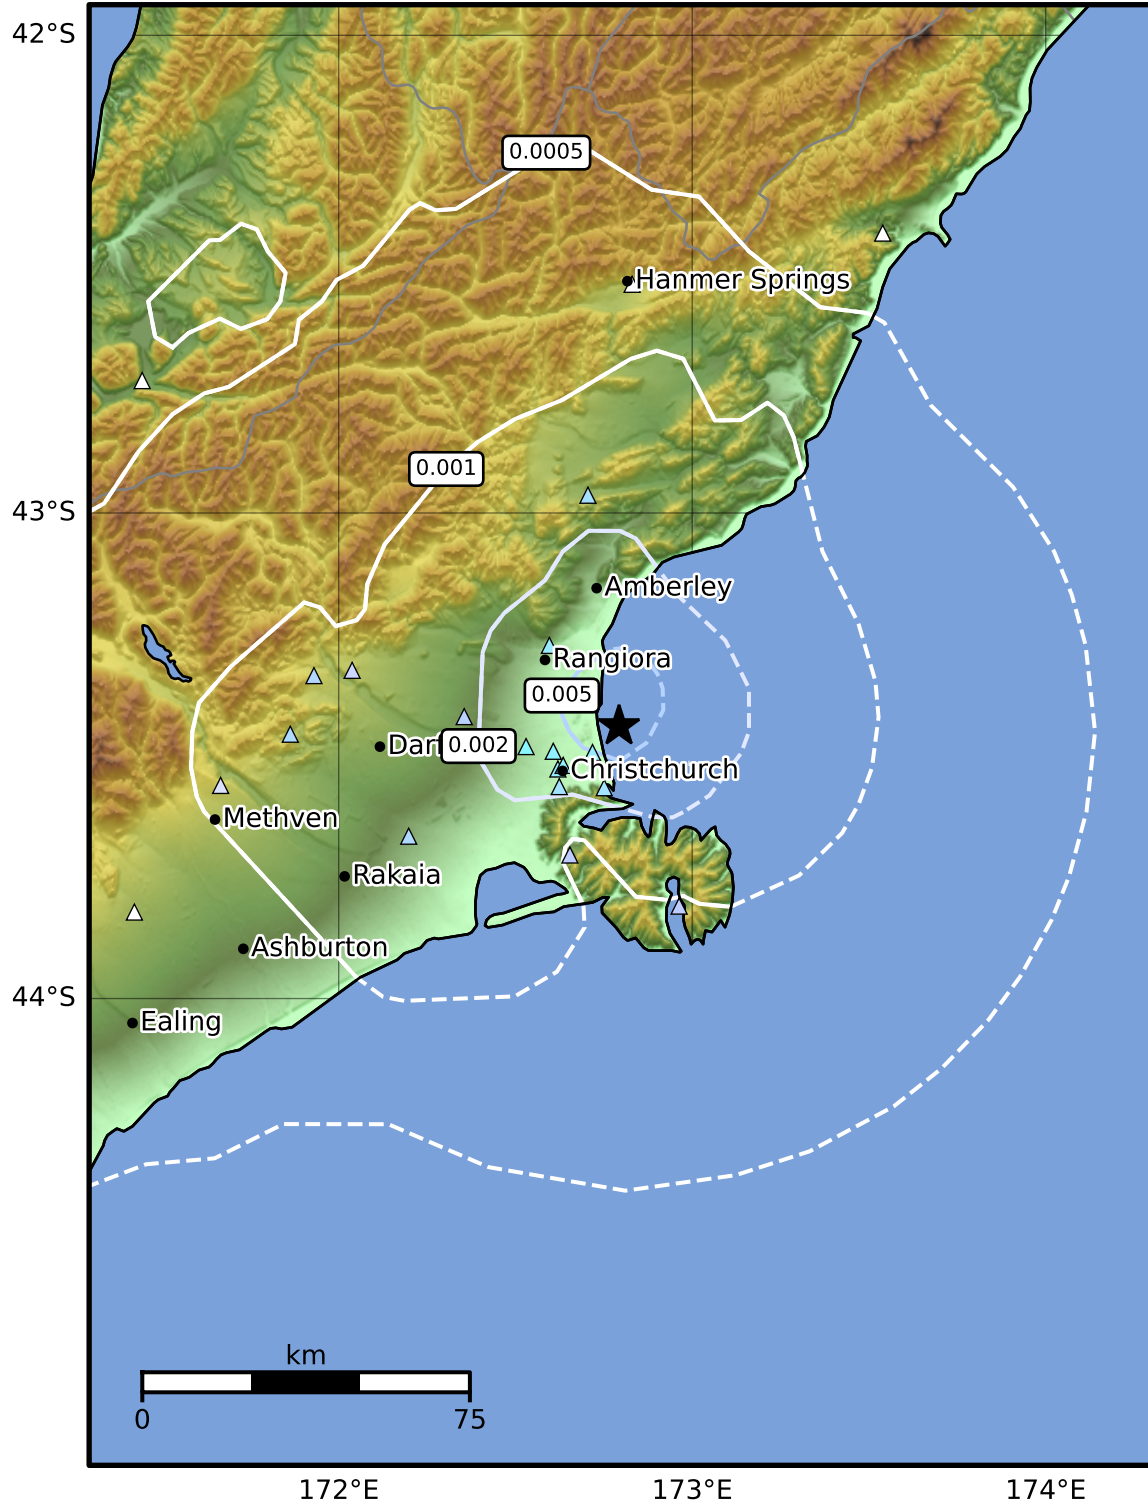 42°S
0.0005
Hanmer Springs
0.001
43°S
Amberley
Rangiora
0.005
0.002
Christchurch
Methven
Rakaia
Ashburton
44°S
Ealing
km
0 75
172°E 173°E 174°E